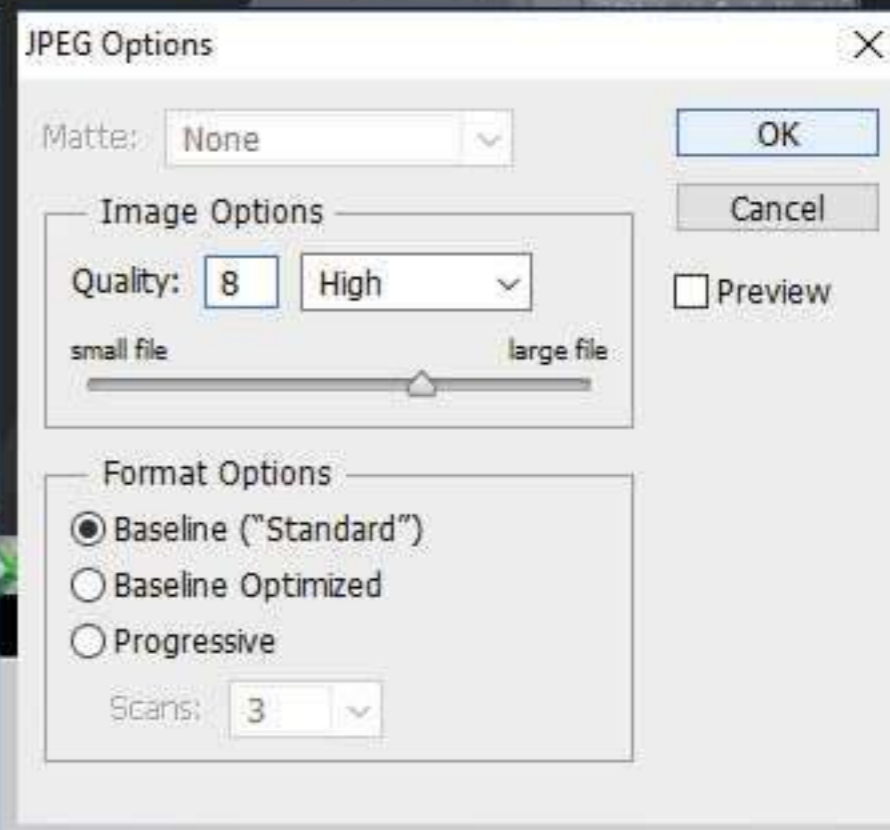 JPEG Options
Matte: None
OK
Cancel
Preview
Image Options
Quality: 8 High
small file large file
Format Options
Baseline (“Standard”)
Baseline Optimized
Progressive
Scans: 3